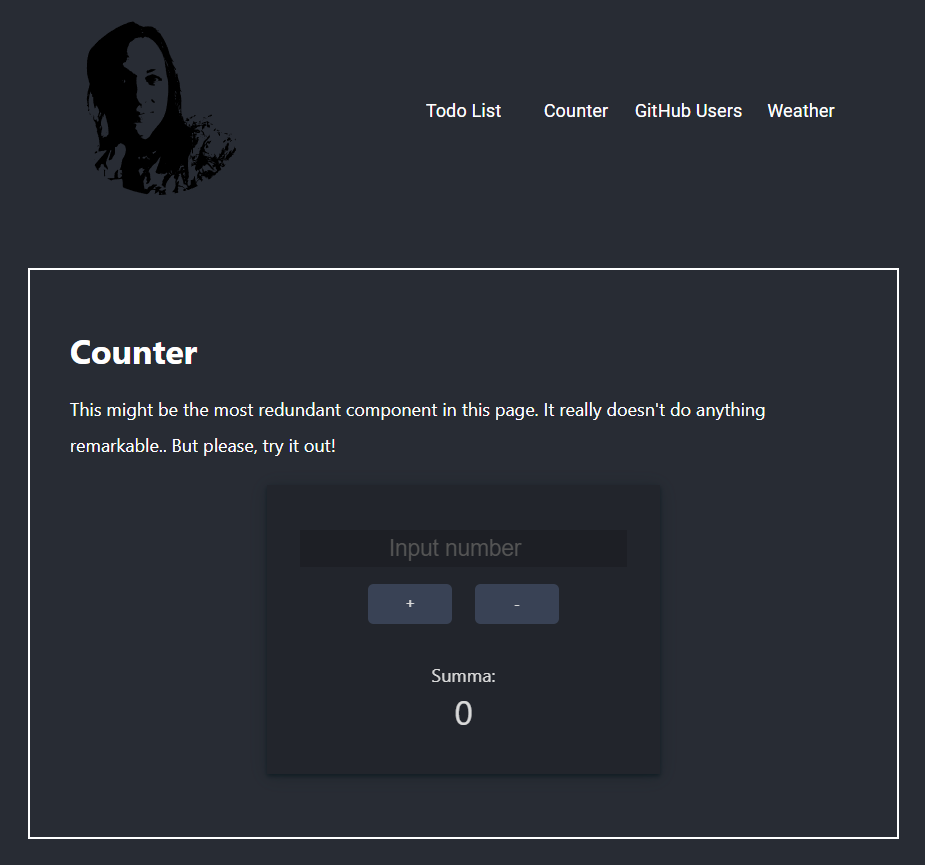 Todo List Counter GitHub Users Weather
Counter
This might be the most redundant component in this page. It really doesn't do anything
remarkable.. But please, try it out!
Input number
+ -
Summa:
0